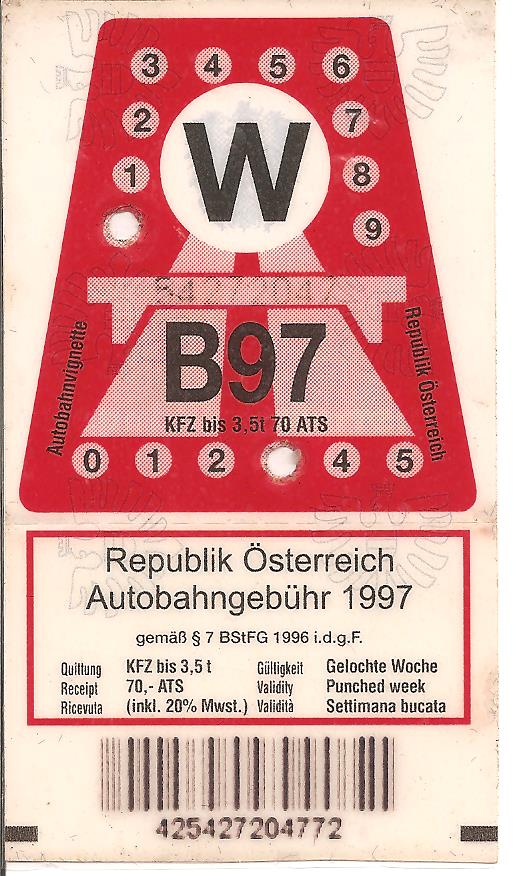 3 4 5 6
2 7
1 8
9
W
B97
KFZ bis 3,5t 70 ATS
Autobahnvignette
Republik Österreich
0 1 2 4 5
Republik Österreich
Autobahngebühr 1997
gemäß § 7 BStFG 1996 i.d.g.F.
Quittung KFZ bis 3,5 t Gültigkeit Gelochte Woche
Receipt 70,- ATS Validity Punched week
Ricevuta (inkl. 20% Mwst.) Validità Settimana bucata
425427204772